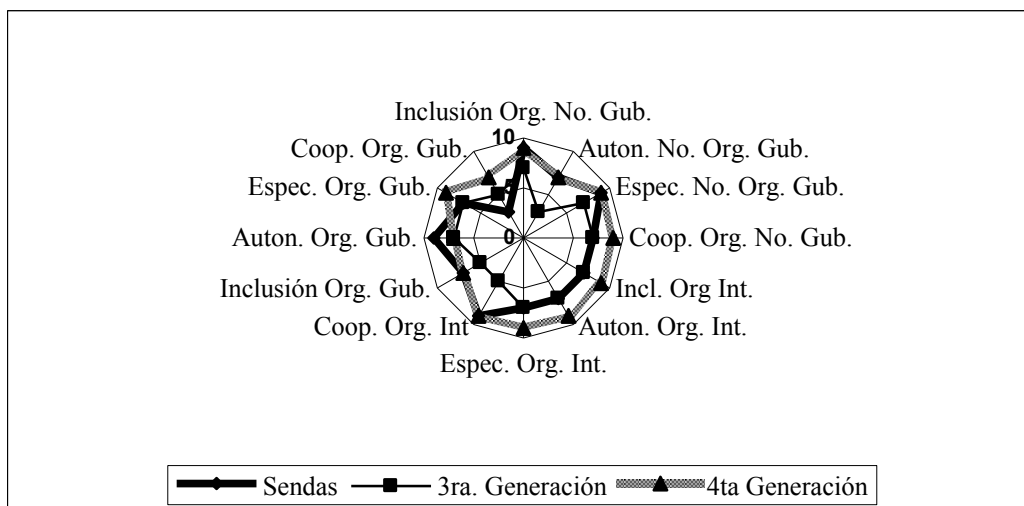 Inclusión Org. No. Gub.
10
Coop. Org. Gub.
Auton. No. Org. Gub.
Espec. Org. Gub.
5
Espec. No. Org. Gub.
Auton. Org. Gub.
0
Coop. Org. No. Gub.
Inclusión Org. Gub.
Incl. Org Int.
Coop. Org. Int
Auton. Org. Int.
Espec. Org. Int.
Sendas
3ra. Generación
4ta Generación